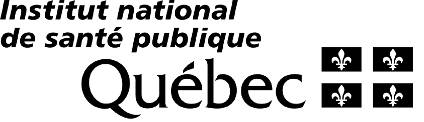 Institut national
de santé publique
Québec